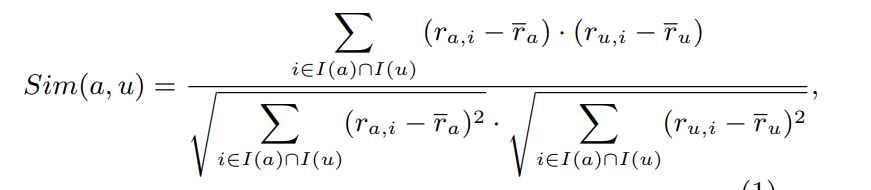 Sim(a, u) = \frac{\sum_{i \in I(a) \cap I(u)} (r_{a,i} - \overline{r}_a) \cdot (r_{u,i} - \overline{r}_u)}{\sqrt{\sum_{i \in I(a) \cap I(u)} (r_{a,i} - \overline{r}_a)^2} \cdot \sqrt{\sum_{i \in I(a) \cap I(u)} (r_{u,i} - \overline{r}_u)^2}},
(1)